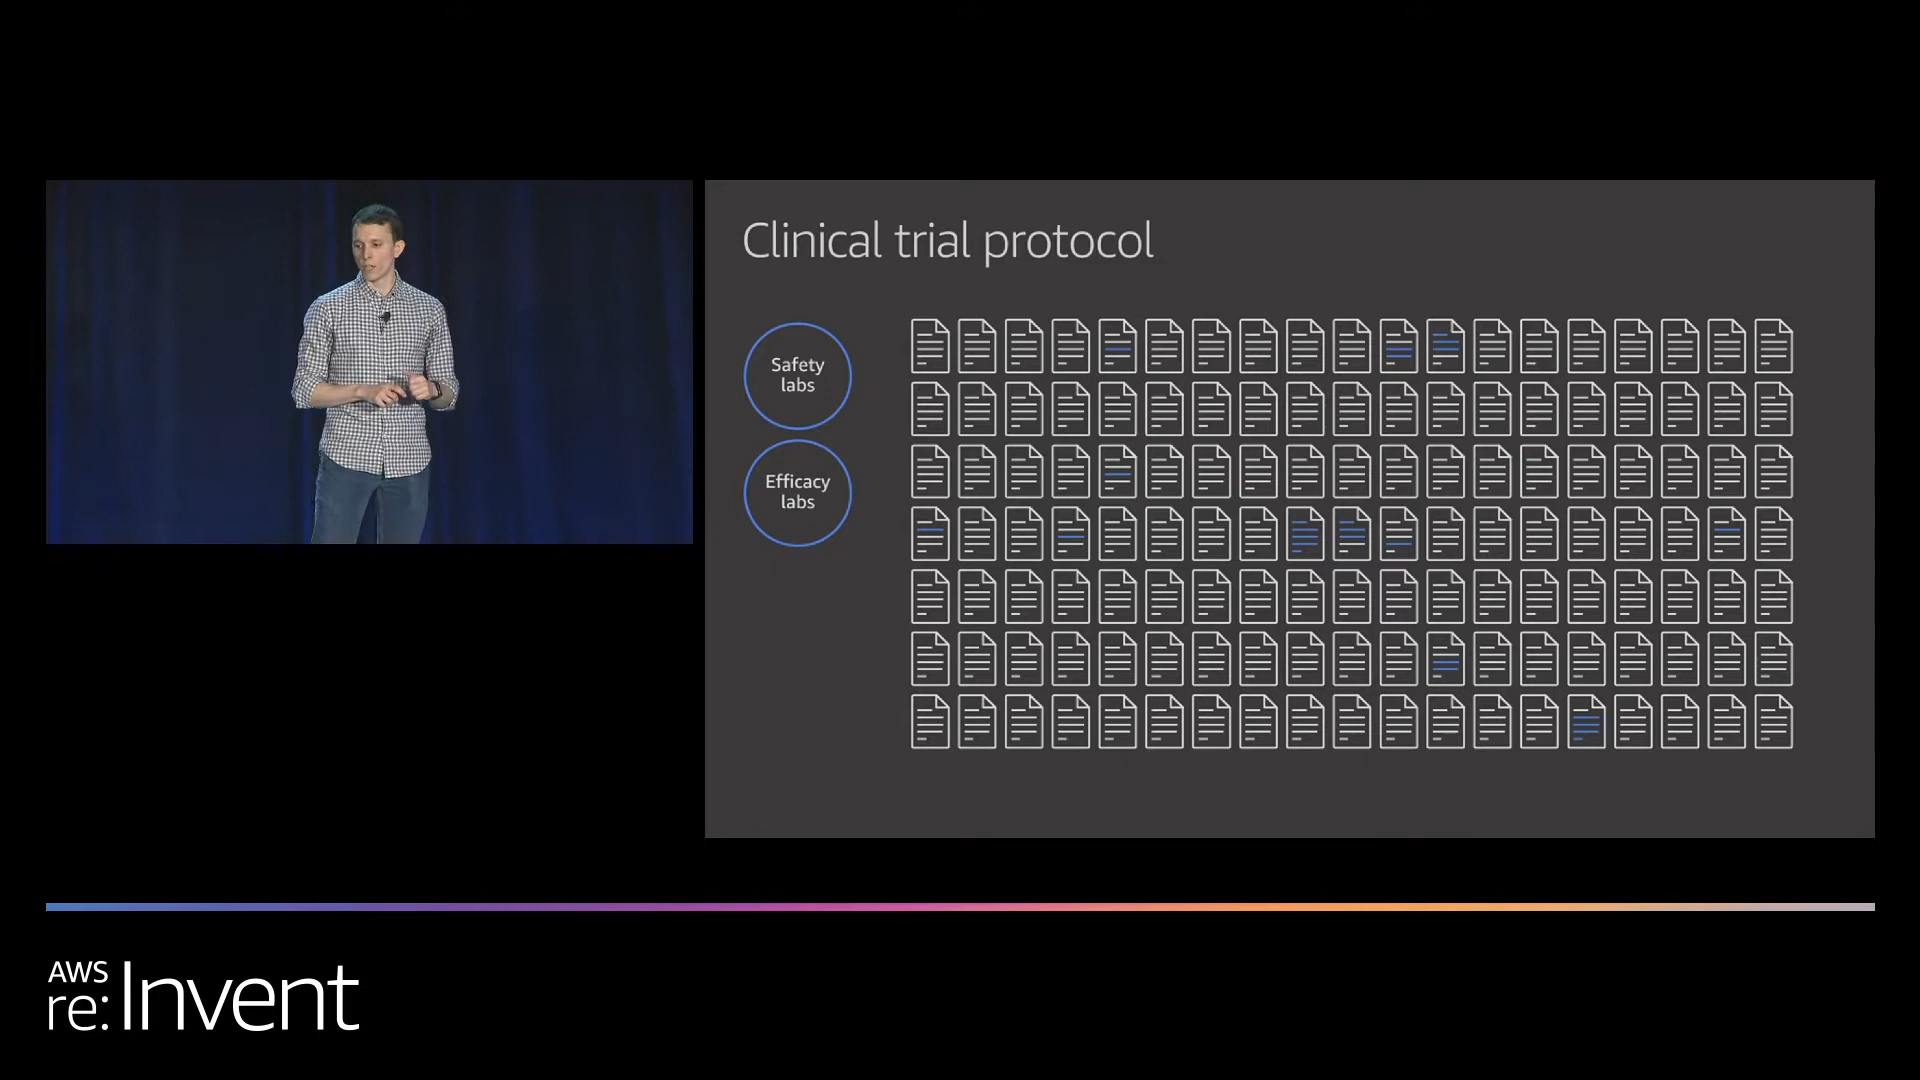 Clinical trial protocol
Safety
labs
Efficacy
labs
AWS
re:Invent